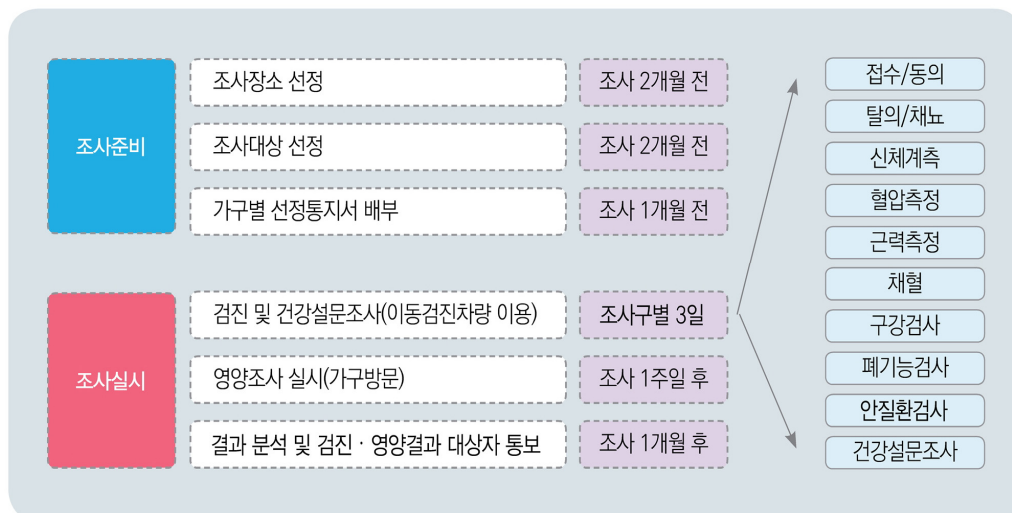 조사준비
조사장소 선정
조사 2개월 전
조사대상 선정
조사 2개월 전
가구별 선정통지서 배부
조사 1개월 전
조사실시
검진 및 건강설문조사(이동검진차량 이용)
조사구별 3일
영양조사 실시(가구방문)
조사 1주일 후
결과 분석 및 검진 · 영양결과 대상자 통보
조사 1개월 후
접수/동의
탈의/채뇨
신체계측
혈압측정
근력측정
채혈
구강검사
폐기능검사
안질환검사
건강설문조사